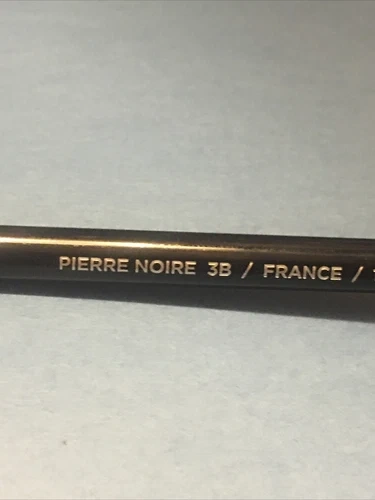 PIERRE NOIRE 3B / FRANCE /